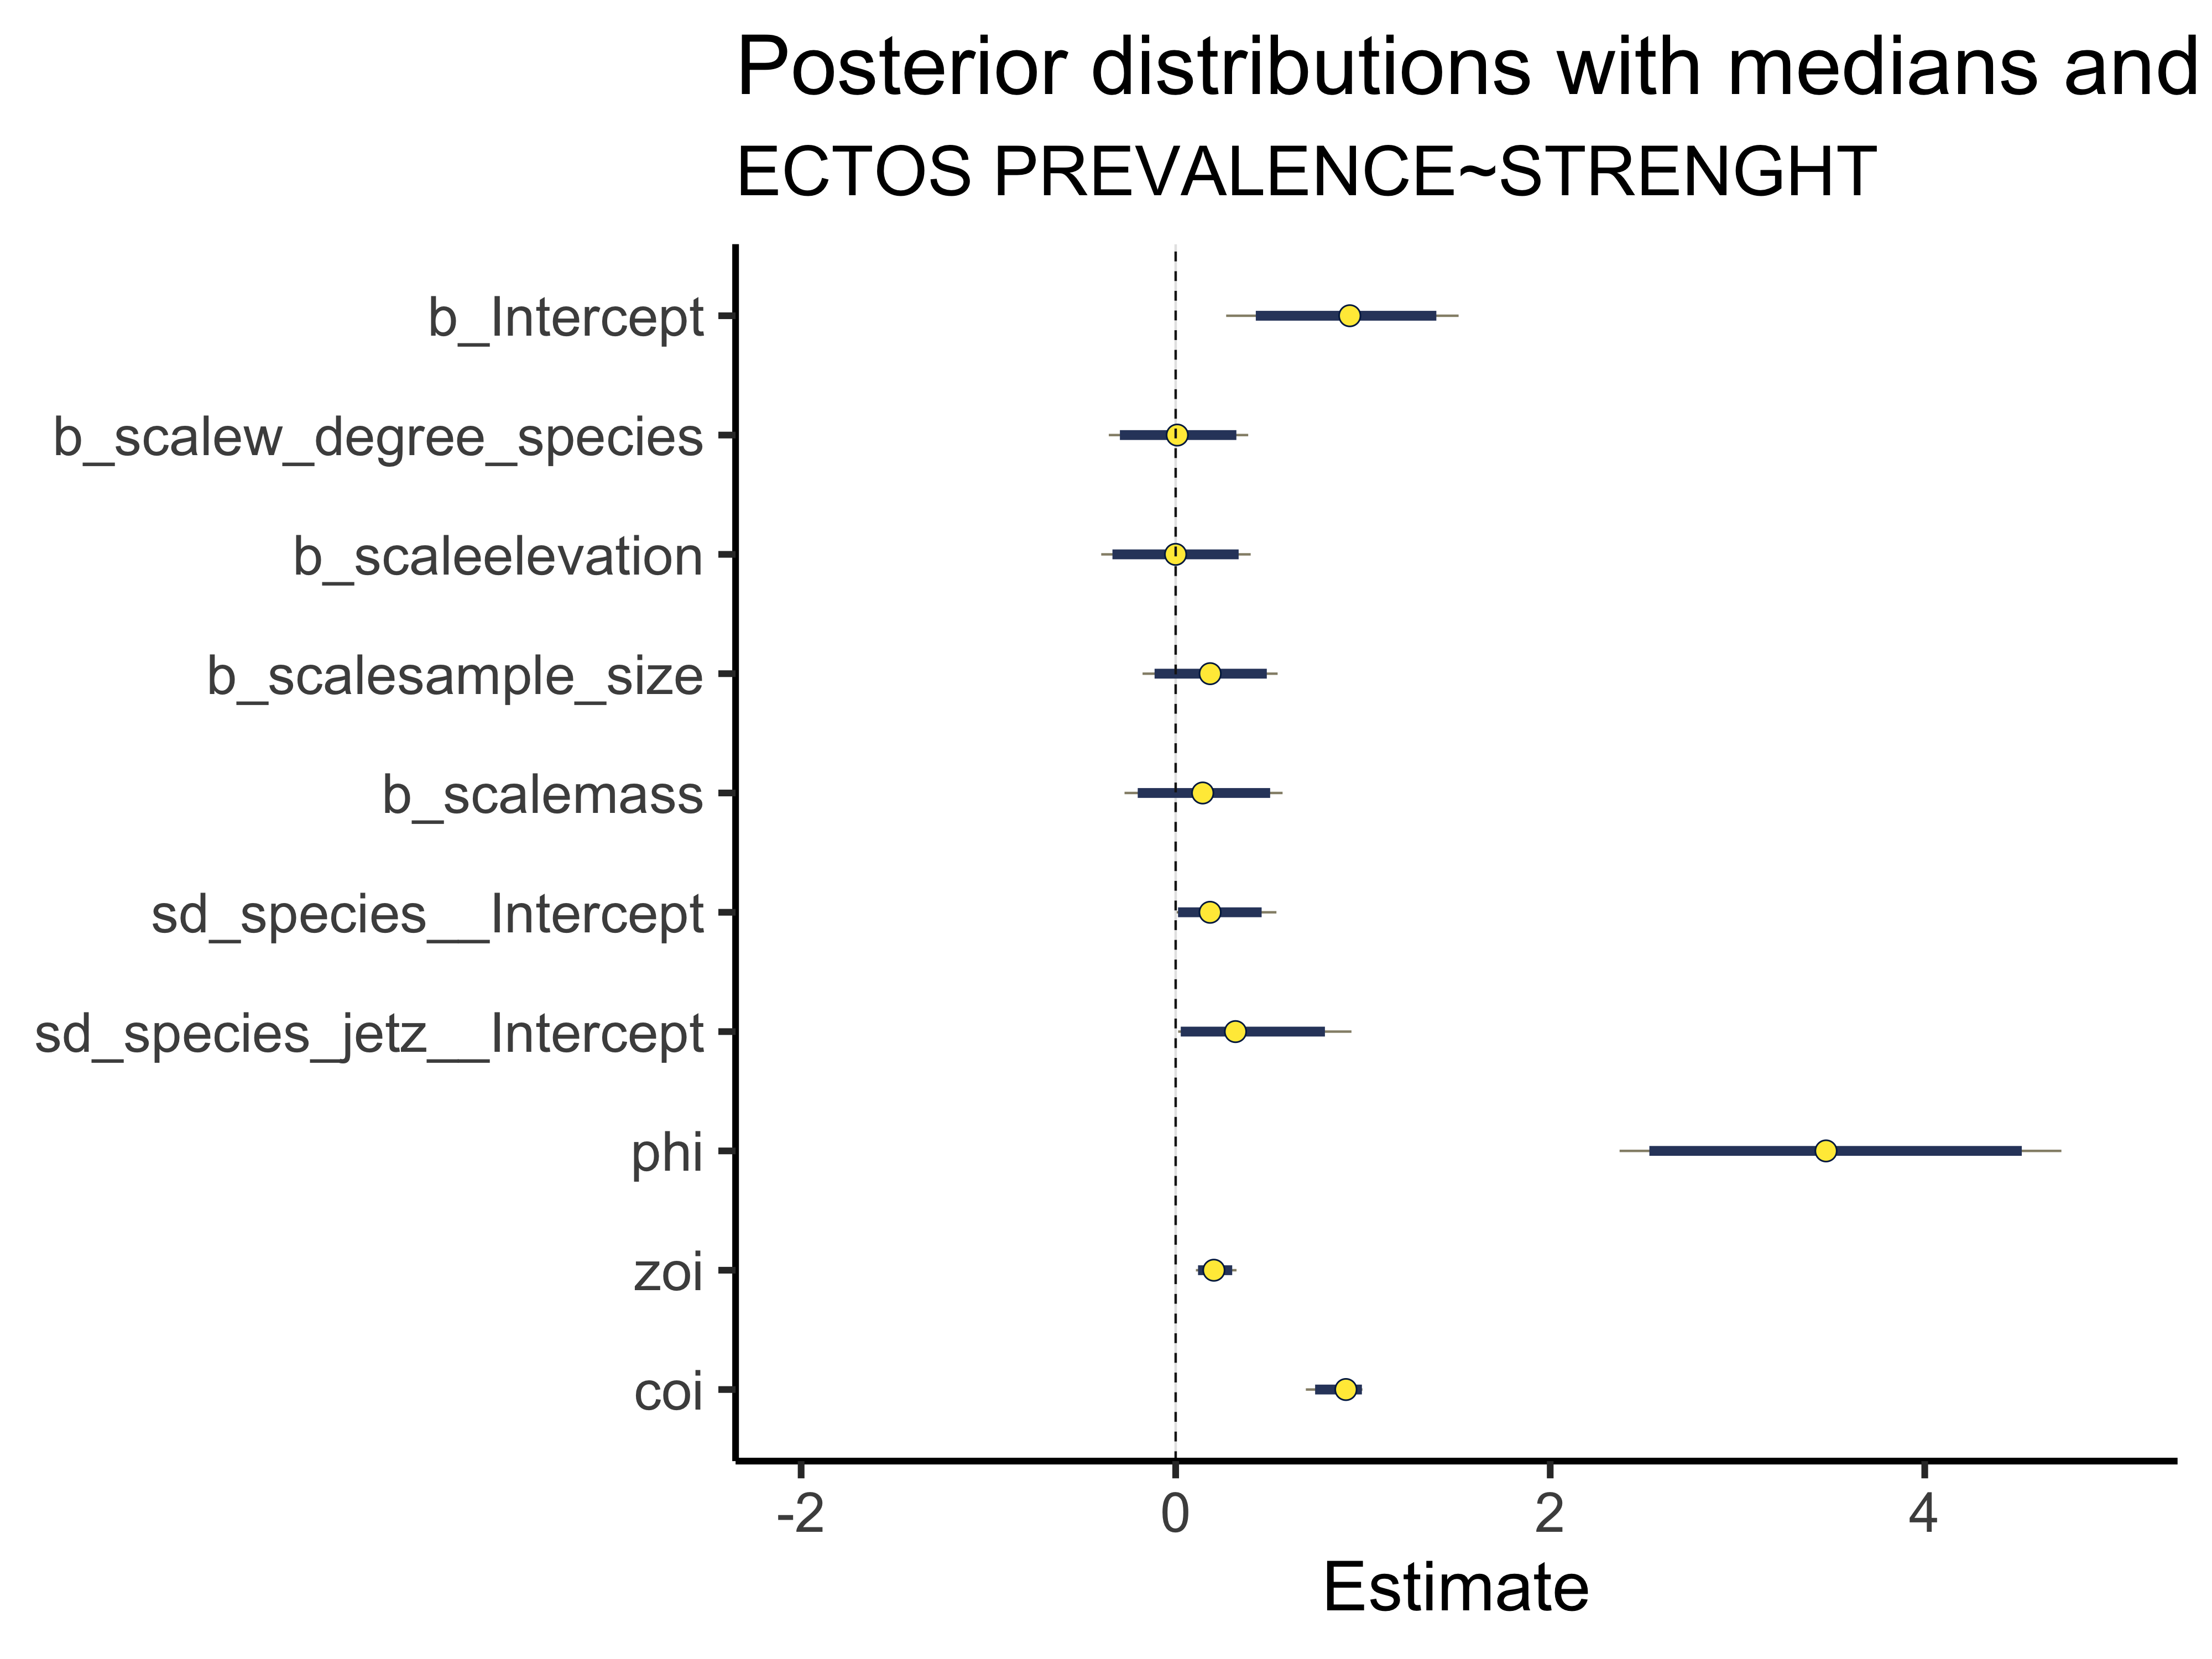 Posterior distributions with medians and
ECTOS PREVALENCE~STRENGHT
b_Intercept
b_scalew_degree_species
b_scaleelevation
b_scalesample_size
b_scalemass
sd_species__Intercept
sd_species_jetz__Intercept
phi
zoi
coi
-2 0 2 4
Estimate